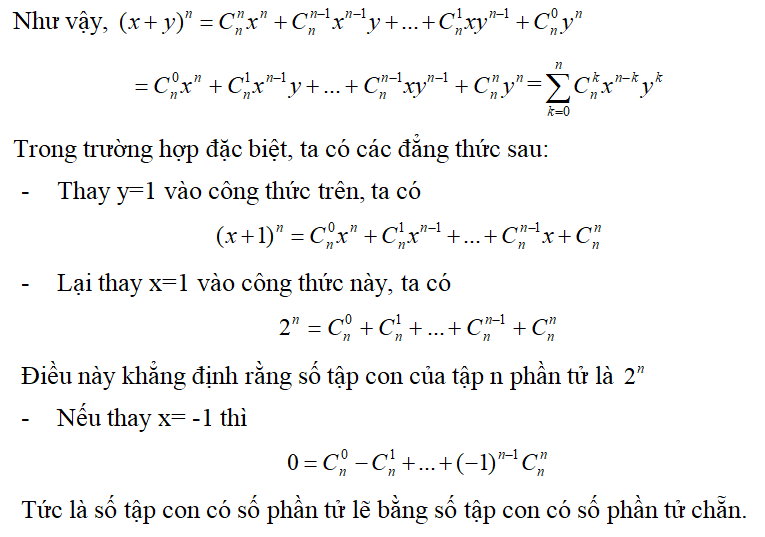 Như vậy, $(x+y)^n = C_n^n x^n + C_n^{n-1} x^{n-1} y + ... + C_n^1 x y^{n-1} + C_n^0 y^n$
$= C_n^0 x^n + C_n^1 x^{n-1} y + ... + C_n^{n-1} x y^{n-1} + C_n^n y^n = \sum_{k=0}^{n} C_n^k x^{n-k} y^k$
Trong trường hợp đặc biệt, ta có các đẳng thức sau:
- Thay y=1 vào công thức trên, ta có
$(x+1)^n = C_n^0 x^n + C_n^1 x^{n-1} + ... + C_n^{n-1} x + C_n^n$
- Lại thay x=1 vào công thức này, ta có
$2^n = C_n^0 + C_n^1 + ... + C_n^{n-1} + C_n^n$
Điều này khẳng định rằng số tập con của tập n phần tử là $2^n$
- Nếu thay x= -1 thì
$0 = C_n^0 - C_n^1 + ... + (-1)^{n-1} C_n^n$
Tức là số tập con có số phần tử lẽ bằng số tập con có số phần tử chẵn.